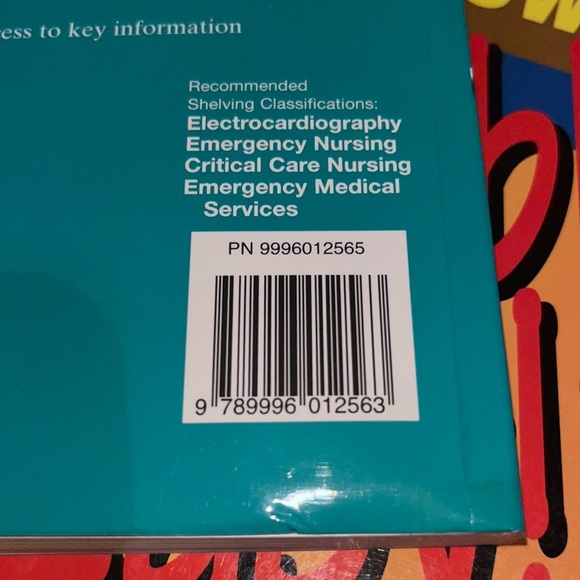 ess to key information
Recommended
Shelving Classifications:
Electrocardiography
Emergency Nursing
Critical Care Nursing
Emergency Medical
Services
PN 9996012565
9 789996 012563